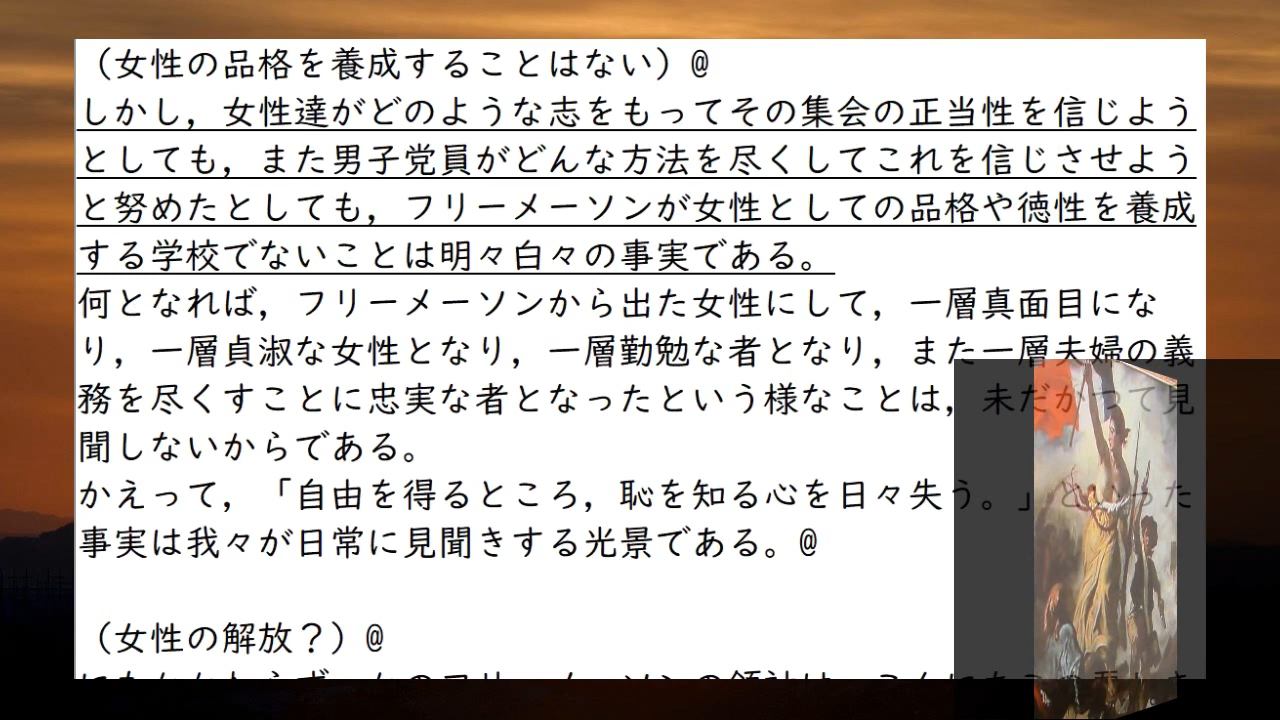 （女性の品格を養成することはない）@
しかし，女性達がどのような志をもってその集会の正当性を信じよう
としても，また男子党員がどんな方法を尽くしてこれを信じさせよう
と努めたとしても，フリーメーソンが女性としての品格や徳性を養成
する学校でないことは明々白々の事実である。
何となれば，フリーメーソンから出た女性にして，一層真面目にな
り，一層貞淑な女性となり，一層勤勉な者となり，また一層夫婦の義
務を尽くすことに忠実な者となったという様なことは，未だかつて見
聞しないからである。
かえって，「自由を得るところ，恥を知る心を日々失う。」といった
事実は我々が日常に見聞きする光景である。@
（女性の解放？）@